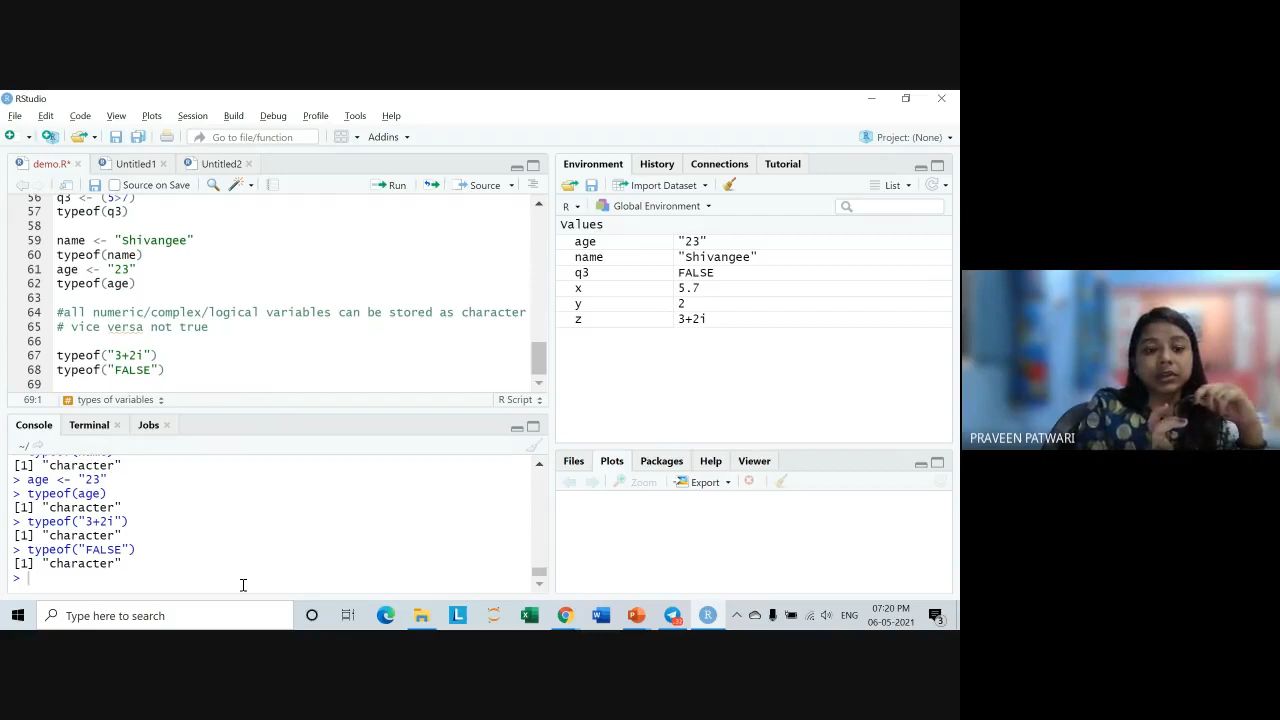 RStudio
File Edit Code View Plots Session Build Debug Profile Tools Help
Go to file/function Addins Project: (None)
demo.R* Untitled1 Untitled2
Source on Save Run Source
56 q3 <- (5>7)
57 typeof(q3)
58
59 name <- "Shivangee"
60 typeof(name)
61 age <- "23"
62 typeof(age)
63
64 #all numeric/complex/logical variables can be stored as character
65 # vice versa not true
66
67 typeof("3+2i")
68 typeof("FALSE")
69
69:1 types of variables R Script
Console Terminal Jobs
~/
typeof(name)
[1] "character"
> age <- "23"
> typeof(age)
[1] "character"
> typeof("3+2i")
[1] "character"
> typeof("FALSE")
[1] "character"
>
Environment History Connections Tutorial
Import Dataset List
R Global Environment
Values
age "23"
name "Shivangee"
q3 FALSE
x 5.7
y 2
z 3+2i
Files Plots Packages Help Viewer
Zoom Export
PRAVEEN PATWARI
Type here to search
ENG
07:20 PM
06-05-2021
3